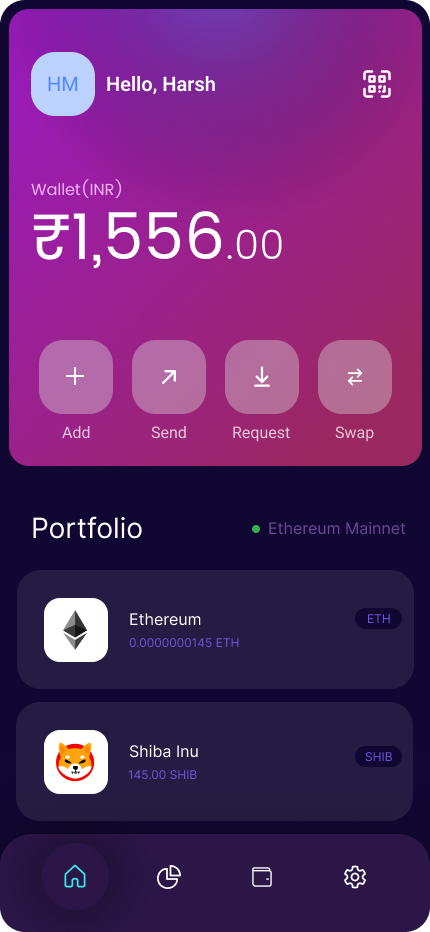 HM
Hello, Harsh
Wallet(INR)
₹1,556.00
Add Send Request Swap
Portfolio
Ethereum Mainnet
Ethereum
ETH
0.0000000145 ETH
Shiba Inu
SHIB
145.00 SHIB